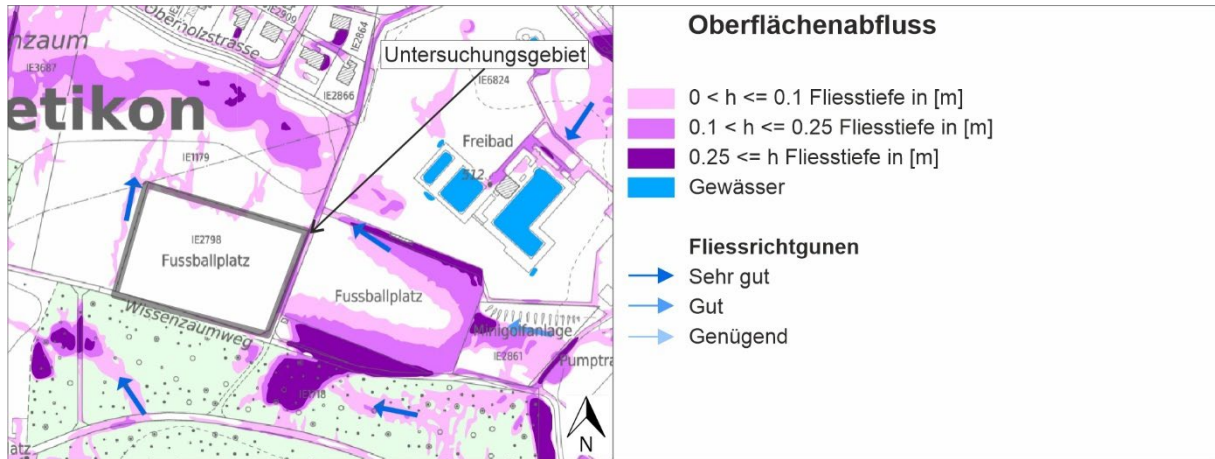 nzaum
Oberholzstrasse
IE2909
IE2864
IE3687
IE2866
Untersuchungsgebiet
IE6824
etikon
Freibad
512
IE1179
IE2798
Fussballplatz
Fussballplatz
Wissenzaumweg
Minigolfanlage
IE2861
Pumptra
atz
N
Oberflächenabfluss
0 < h <= 0.1 Fliesstiefe in [m]
0.1 < h <= 0.25 Fliesstiefe in [m]
0.25 <= h Fliesstiefe in [m]
Gewässer
Fliessrichtgunen
Sehr gut
Gut
Genügend